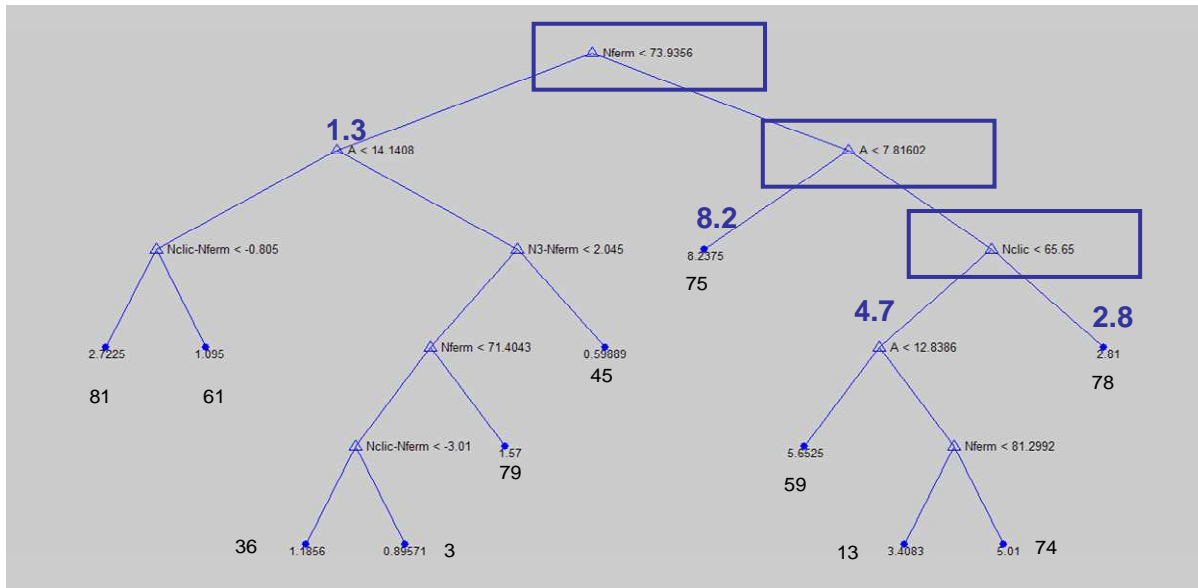 Nferm < 73.9356
1.3
A < 14.1408
A < 7.81602
8.2
Nclic-Nferm < -0.805
N3-Nferm < 2.045
8.2375
Nclic < 65.65
75
4.7
2.8
2.7225
1.095
Nferm < 71.4043
0.59889
A < 12.8386
2.81
81
61
45
78
Nclic-Nferm < -3.01
1.57
5.6525
Nferm < 81.2992
79
59
36
1.1856
0.89571
3
13
3.4083
5.01
74